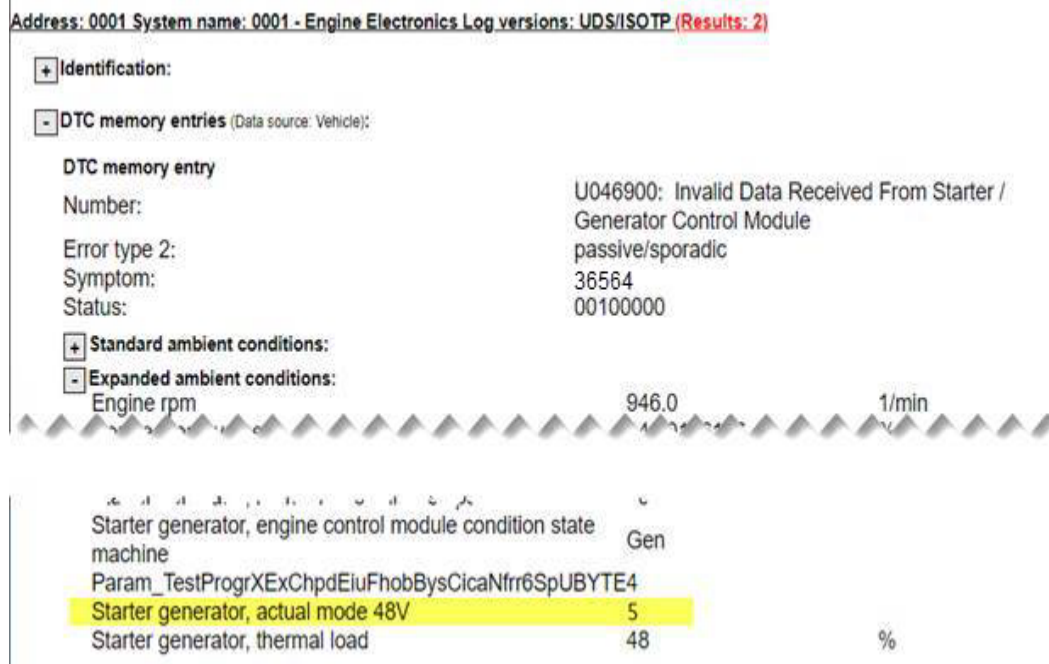 Address: 0001 System name: 0001 - Engine Electronics Log versions: UDS/ISOTP (Results: 2)
+ Identification:
- DTC memory entries (Data source: Vehicle):
DTC memory entry
Number: U046900: Invalid Data Received From Starter /
Generator Control Module
Error type 2: passive/sporadic
Symptom: 36564
Status: 00100000
+ Standard ambient conditions:
- Expanded ambient conditions:
Engine rpm 946.0 1/min
Starter generator, engine control module condition state
machine Gen
Param_TestProgrXExChpdEiuFhobBysCicaNfrr6SpUBYTE4
Starter generator, actual mode 48V 5
Starter generator, thermal load 48 %